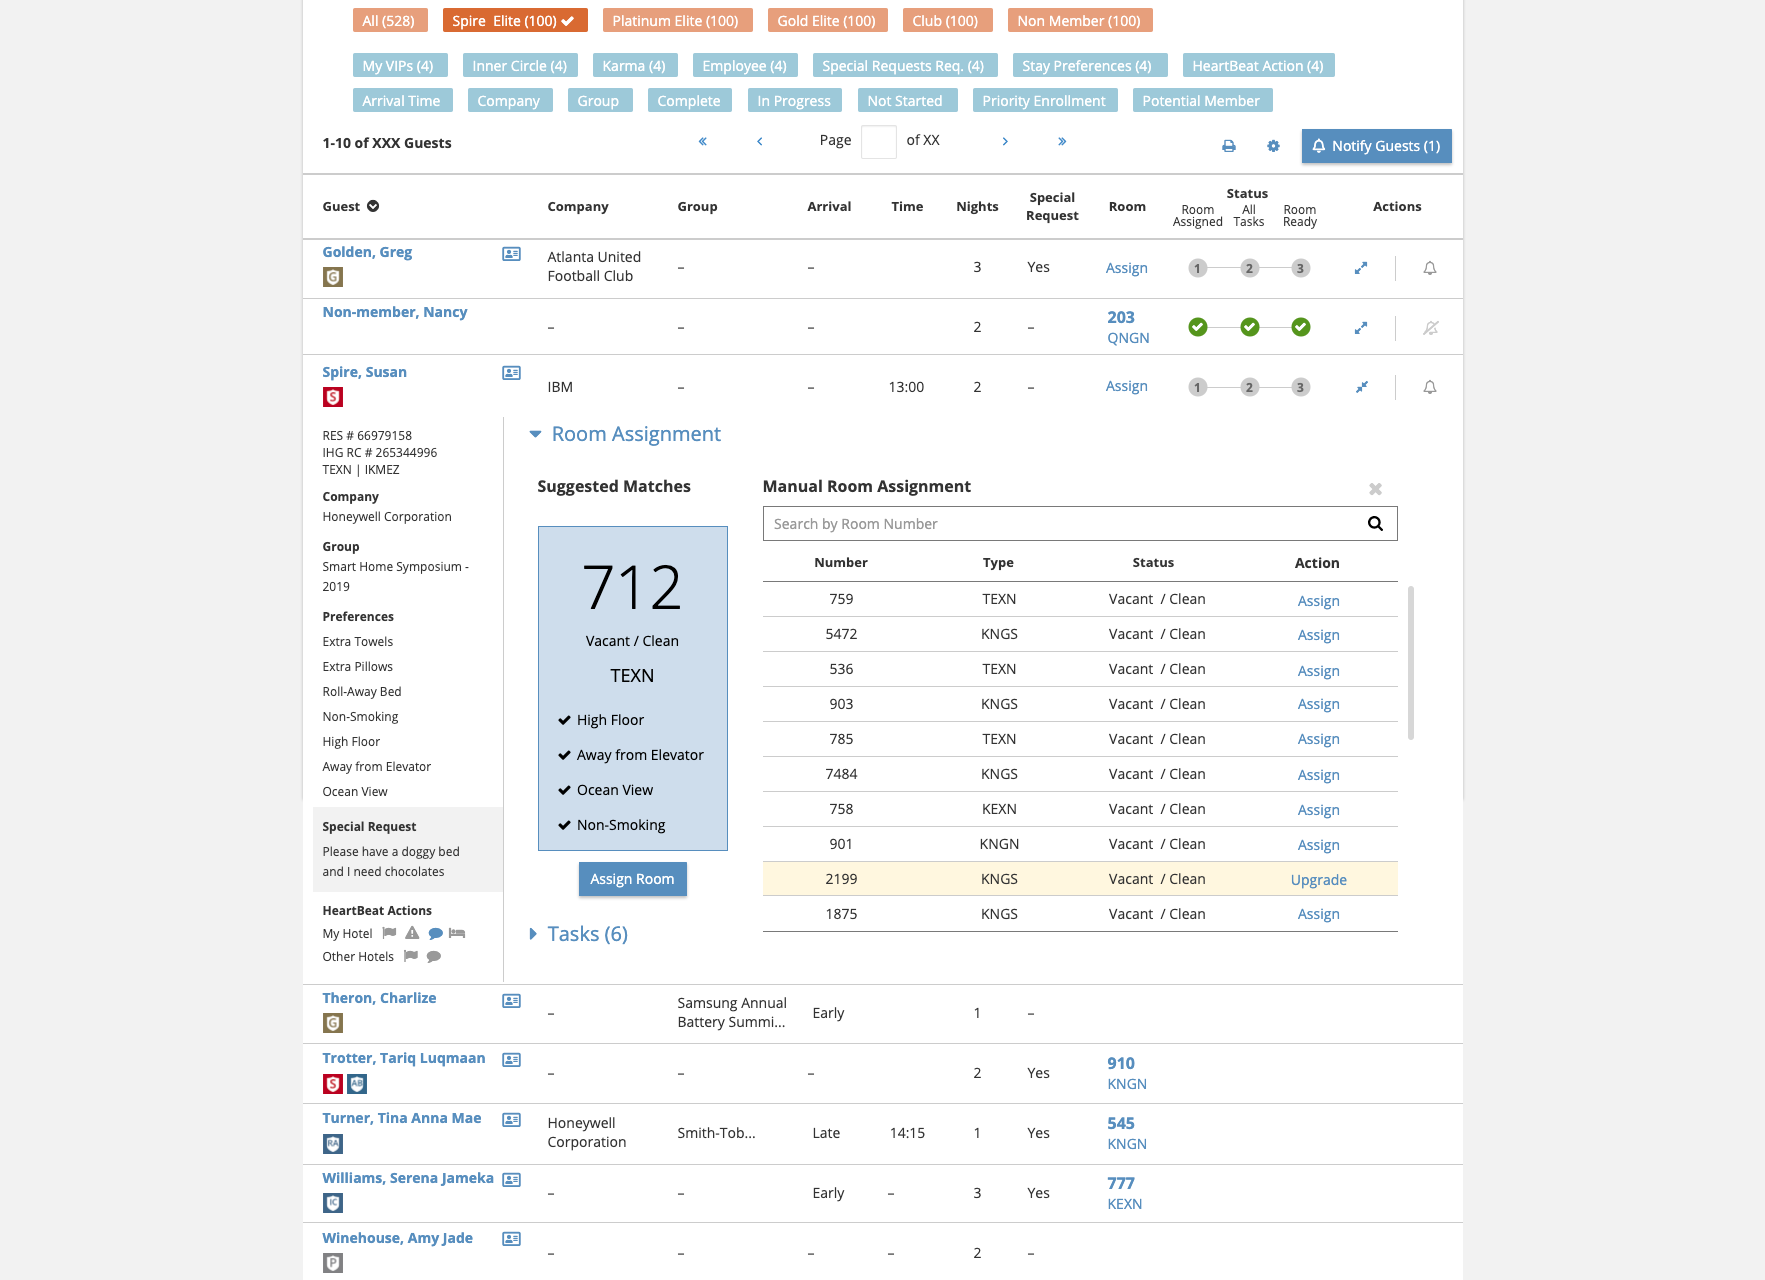 All (528) Spire Elite (100) Platinum Elite (100) Gold Elite (100) Club (100) Non Member (100)
My VIPs (4) Inner Circle (4) Karma (4) Employee (4) Special Requests Req. (4) Stay Preferences (4) HeartBeat Action (4)
Arrival Time Company Group Complete In Progress Not Started Priority Enrollment Potential Member
1-10 of XXX Guests « ‹ Page of XX › » Notify Guests (1)
Guest Company Group Arrival Time Nights Special Request Room Status Room Assigned All Tasks Room Ready Actions
Golden, Greg
G
Atlanta United
Football Club
– – 3 Yes Assign 1 2 3
Non-member, Nancy
– – – 2 – 203
QNGN
Spire, Susan
S
IBM – – 13:00 2 – Assign 1 2 3
RES # 66979158
IHG RC # 265344996
TEXN | IKMEZ
Company
Honeywell Corporation
Group
Smart Home Symposium -
2019
Preferences
Extra Towels
Extra Pillows
Roll-Away Bed
Non-Smoking
High Floor
Away from Elevator
Ocean View
Special Request
Please have a doggy bed
and I need chocolates
HeartBeat Actions
My Hotel
Other Hotels
Room Assignment
Suggested Matches
712
Vacant / Clean
TEXN
High Floor
Away from Elevator
Ocean View
Non-Smoking
Assign Room
Manual Room Assignment
Search by Room Number
Number Type Status Action
759 TEXN Vacant / Clean Assign
5472 KNGS Vacant / Clean Assign
536 TEXN Vacant / Clean Assign
903 KNGS Vacant / Clean Assign
785 TEXN Vacant / Clean Assign
7484 KNGS Vacant / Clean Assign
758 KEXN Vacant / Clean Assign
901 KNGN Vacant / Clean Assign
2199 KNGS Vacant / Clean Upgrade
1875 KNGS Vacant / Clean Assign
Tasks (6)
Theron, Charlize
G
– Samsung Annual
Battery Summi...
Early 1 –
Trotter, Tariq Luqmaan
S AB
– – – 2 Yes 910
KNGN
Turner, Tina Anna Mae
RA
Honeywell
Corporation
Smith-Tob... Late 14:15 1 Yes 545
KNGN
Williams, Serena Jameka
IC
– – Early – 3 Yes 777
KEXN
Winehouse, Amy Jade
P
– – – – 2 –